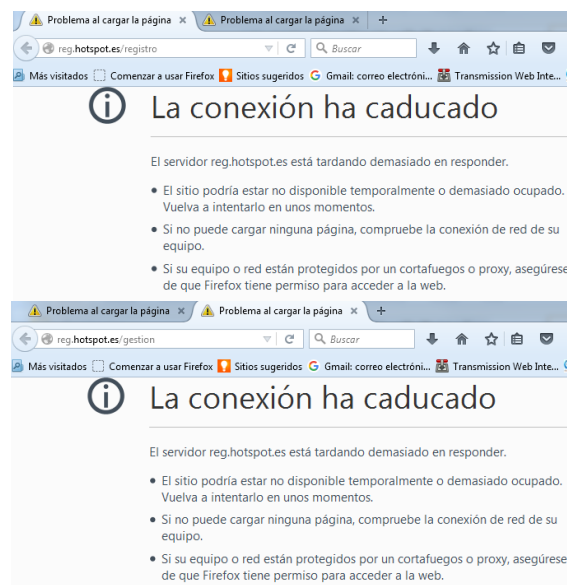 Problema al cargar la página × Problema al cargar la página × +
reg.hotspot.es/registro Buscar
Más visitados Comenzar a usar Firefox Sitios sugeridos Gmail: correo electróni... Transmission Web Inte...
La conexión ha caducado
El servidor reg.hotspot.es está tardando demasiado en responder.
• El sitio podría estar no disponible temporalmente o demasiado ocupado.
Vuelva a intentarlo en unos momentos.
• Si no puede cargar ninguna página, compruebe la conexión de red de su
equipo.
• Si su equipo o red están protegidos por un cortafuegos o proxy, asegúrese
de que Firefox tiene permiso para acceder a la web.
Problema al cargar la página × Problema al cargar la página × +
reg.hotspot.es/gestion Buscar
Más visitados Comenzar a usar Firefox Sitios sugeridos Gmail: correo electróni... Transmission Web Inte...
La conexión ha caducado
El servidor reg.hotspot.es está tardando demasiado en responder.
• El sitio podría estar no disponible temporalmente o demasiado ocupado.
Vuelva a intentarlo en unos momentos.
• Si no puede cargar ninguna página, compruebe la conexión de red de su
equipo.
• Si su equipo o red están protegidos por un cortafuegos o proxy, asegúrese
de que Firefox tiene permiso para acceder a la web.